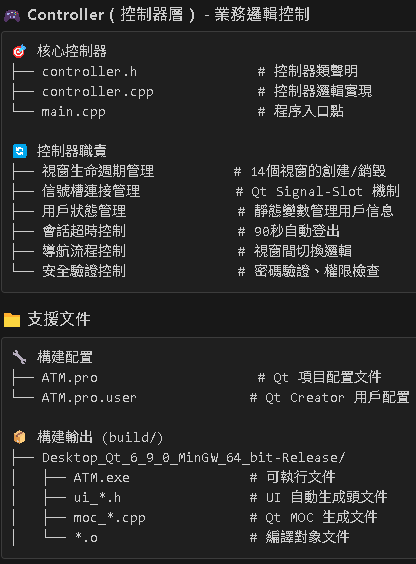 🎮 Controller ( 控制器層 ) - 業務邏輯控制
🎯 核心控制器
├── controller.h # 控制器類聲明
├── controller.cpp # 控制器邏輯實現
└── main.cpp # 程序入口點
🔄 控制器職責
├── 視窗生命週期管理 # 14個視窗的創建/銷毀
├── 信號槽連接管理 # Qt Signal-Slot 機制
├── 用戶狀態管理 # 靜態變數管理用戶信息
├── 會話超時控制 # 90秒自動登出
├── 導航流程控制 # 視窗間切換邏輯
└── 安全驗證控制 # 密碼驗證、權限檢查
📁 支援文件
🔧 構建配置
├── ATM.pro # Qt 項目配置文件
└── ATM.pro.user # Qt Creator 用戶配置
📦 構建輸出 (build/)
├── Desktop_Qt_6_9_0_MinGW_64_bit-Release/
│ ├── ATM.exe # 可執行文件
│ ├── ui_*.h # UI 自動生成頭文件
│ ├── moc_*.cpp # Qt MOC 生成文件
│ └── *.o # 編譯對象文件